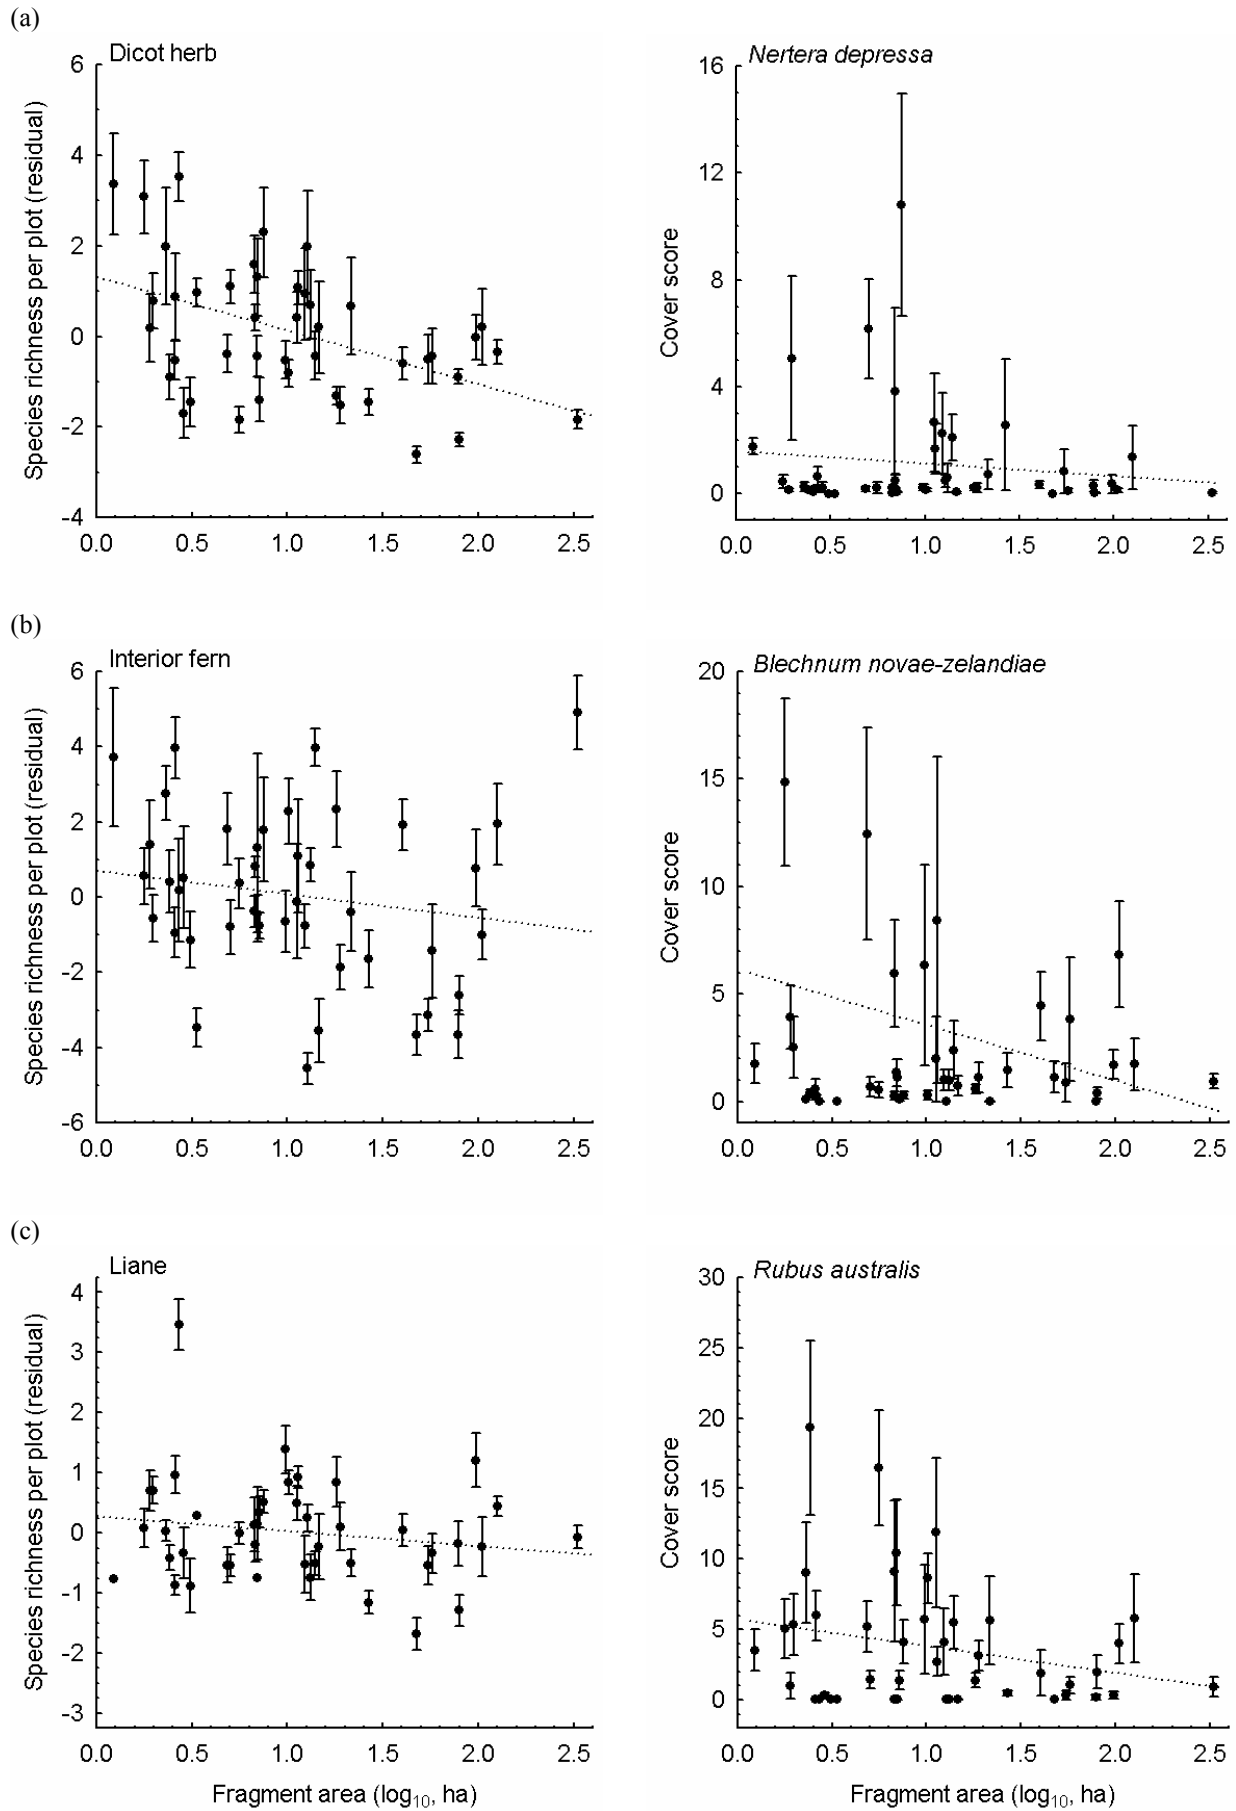 (a)
Dicot herb
Species richness per plot (residual)
6
4
2
0
-2
-4
0.0 0.5 1.0 1.5 2.0 2.5
Nertera depressa
Cover score
16
12
8
4
0
0.0 0.5 1.0 1.5 2.0 2.5
(b)
Interior fern
Species richness per plot (residual)
6
4
2
0
-2
-4
-6
0.0 0.5 1.0 1.5 2.0 2.5
Blechnum novae-zelandiae
Cover score
20
15
10
5
0
0.0 0.5 1.0 1.5 2.0 2.5
(c)
Liane
Species richness per plot (residual)
4
3
2
1
0
-1
-2
-3
0.0 0.5 1.0 1.5 2.0 2.5
Fragment area (log₁₀, ha)
Rubus australis
Cover score
30
25
20
15
10
5
0
0.0 0.5 1.0 1.5 2.0 2.5
Fragment area (log₁₀, ha)